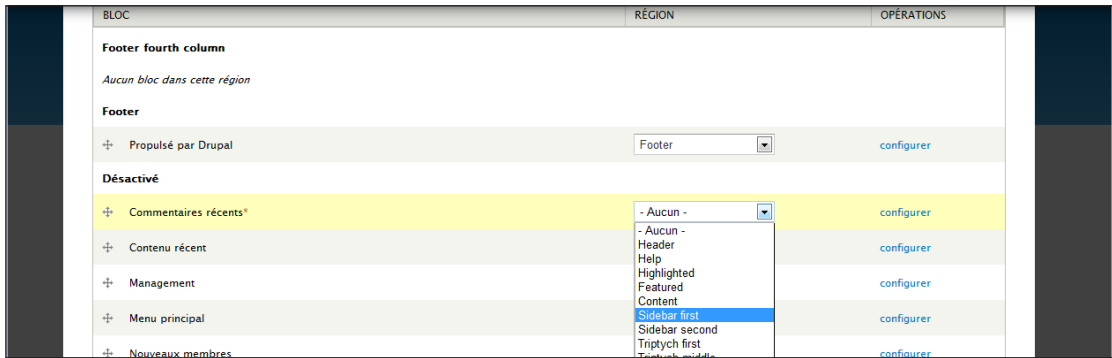 BLOC RÉGION OPÉRATIONS
Footer fourth column
Aucun bloc dans cette région
Footer
Propulsé par Drupal Footer configurer
Désactivé
Commentaires récents* - Aucun - configurer
- Aucun -
Header
Contenu récent Help configurer
Highlighted
Management Featured configurer
Content
Menu principal Sidebar first configurer
Sidebar second
Triptych first
Nouveaux membres Triptych middle configurer